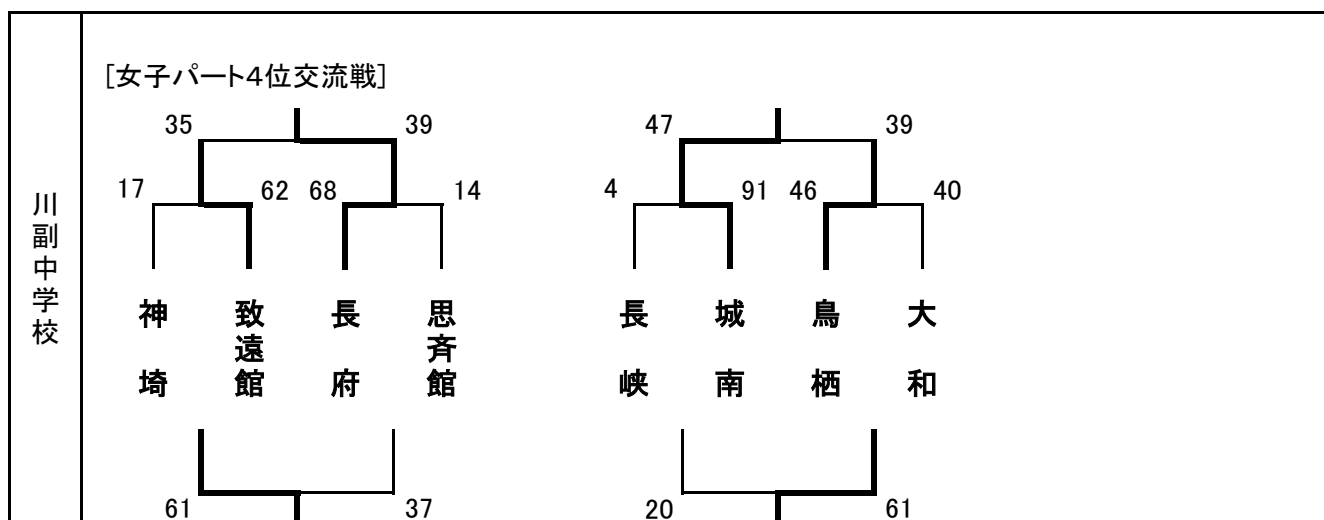 川副中学校
[女子パート4位交流戦]
35 39 47 39
17 62 68 14 4 91 46 40
神埼 致遠館 長府 思斉館 長峡 城南 鳥栖 大和
61 37 20 61